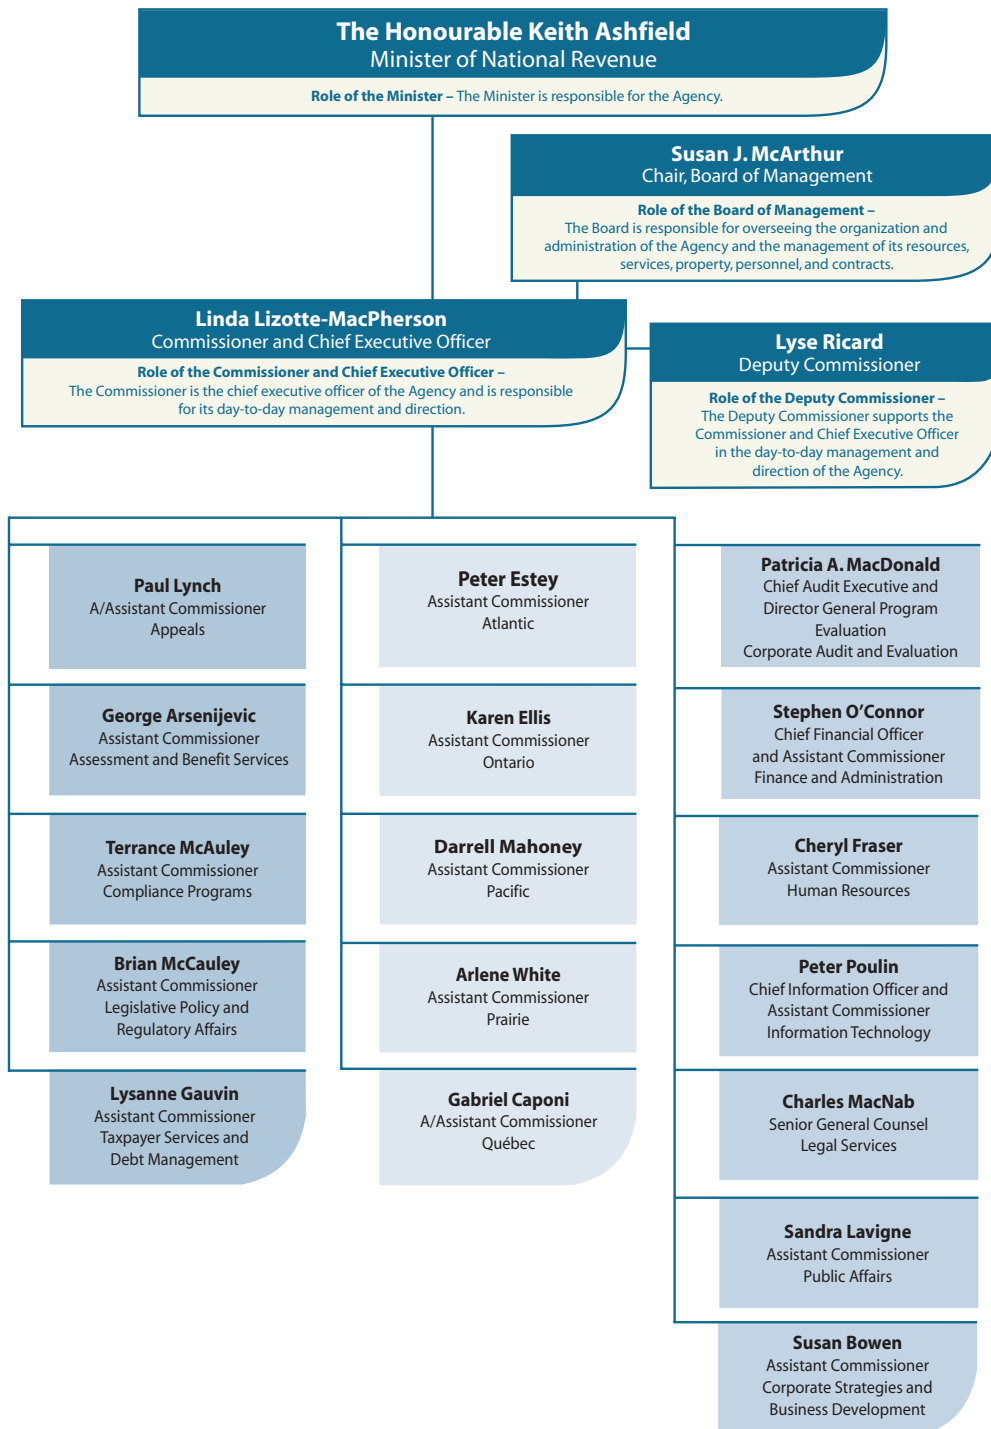 The Honourable Keith Ashfield
Minister of National Revenue
Role of the Minister – The Minister is responsible for the Agency.
Susan J. McArthur
Chair, Board of Management
Role of the Board of Management –
The Board is responsible for overseeing the organization and
administration of the Agency and the management of its resources,
services, property, personnel, and contracts.
Linda Lizotte-MacPherson
Commissioner and Chief Executive Officer
Role of the Commissioner and Chief Executive Officer –
The Commissioner is the chief executive officer of the Agency and is responsible
for its day-to-day management and direction.
Lyse Ricard
Deputy Commissioner
Role of the Deputy Commissioner –
The Deputy Commissioner supports the
Commissioner and Chief Executive Officer
in the day-to-day management and
direction of the Agency.
Paul Lynch
A/Assistant Commissioner
Appeals
George Arsenijevic
Assistant Commissioner
Assessment and Benefit Services
Terrance McAuley
Assistant Commissioner
Compliance Programs
Brian McCauley
Assistant Commissioner
Legislative Policy and
Regulatory Affairs
Lysanne Gauvin
Assistant Commissioner
Taxpayer Services and
Debt Management
Peter Estey
Assistant Commissioner
Atlantic
Karen Ellis
Assistant Commissioner
Ontario
Darrell Mahoney
Assistant Commissioner
Pacific
Arlene White
Assistant Commissioner
Prairie
Gabriel Caponi
A/Assistant Commissioner
Québec
Patricia A. MacDonald
Chief Audit Executive and
Director General Program
Evaluation
Corporate Audit and Evaluation
Stephen O’Connor
Chief Financial Officer
and Assistant Commissioner
Finance and Administration
Cheryl Fraser
Assistant Commissioner
Human Resources
Peter Poulin
Chief Information Officer and
Assistant Commissioner
Information Technology
Charles MacNab
Senior General Counsel
Legal Services
Sandra Lavigne
Assistant Commissioner
Public Affairs
Susan Bowen
Assistant Commissioner
Corporate Strategies and
Business Development